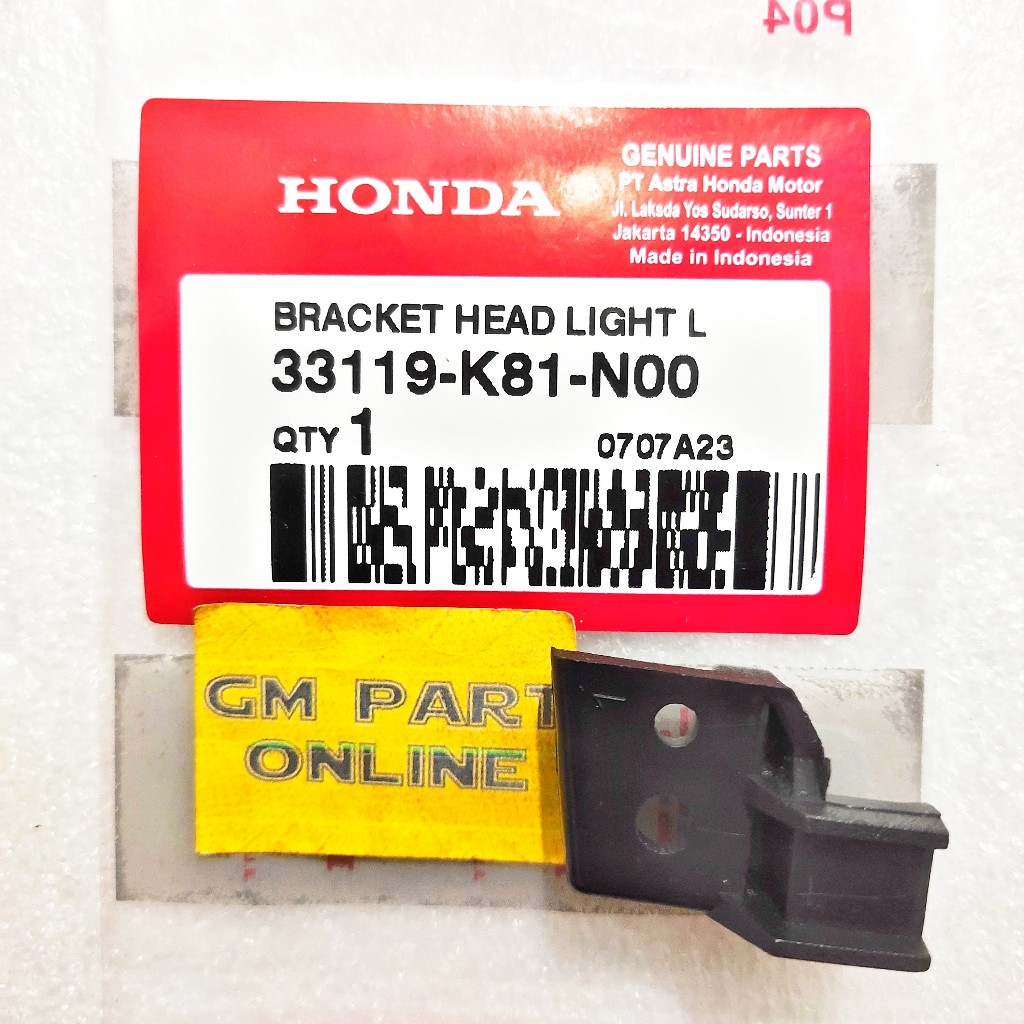 P04
HONDA
GENUINE PARTS
PT Astra Honda Motor
Jl. Laksda Yos Sudarso, Sunter 1
Jakarta 14350 - Indonesia
Made in Indonesia
BRACKET HEAD LIGHT L
33119-K81-N00
QTY 1
0707A23
GM PART
ONLINE
L